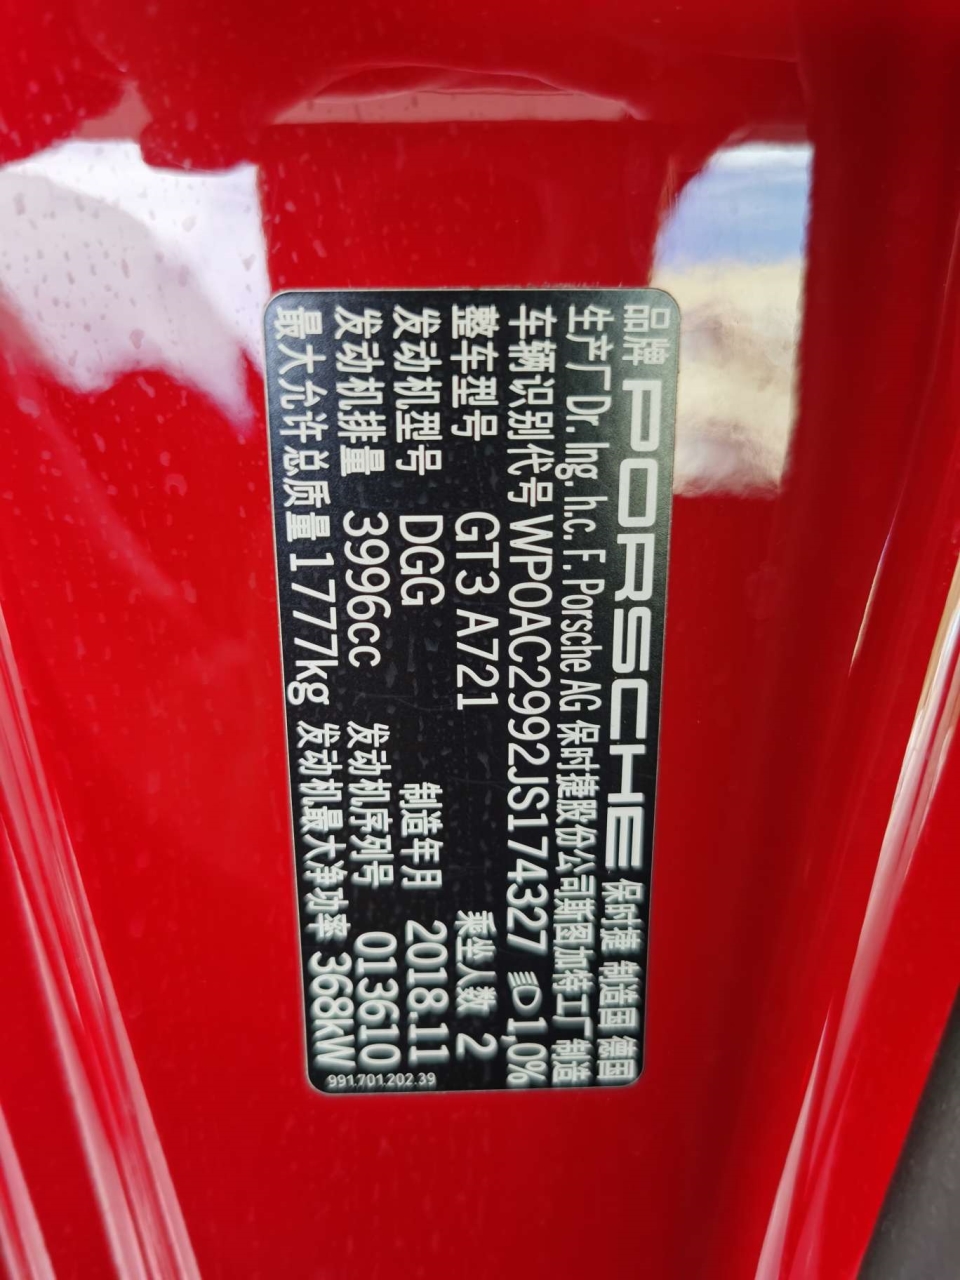 品牌 PORSCHE 保时捷 制造国 德国
生产厂Dr. Ing. h.c. F. Porsche AG 保时捷股份公司斯图加特工厂 制造
车辆识别代号 WP0AC2992JS174327 1,0%
整车型号 GT3 A721 乘坐人数 2
发动机型号 DGG 制造年月 2018.11
发动机排量 3996cc 发动机序列号 013610
最大允许总质量 1777kg 发动机最大净功率 368kW
991.701.202.39